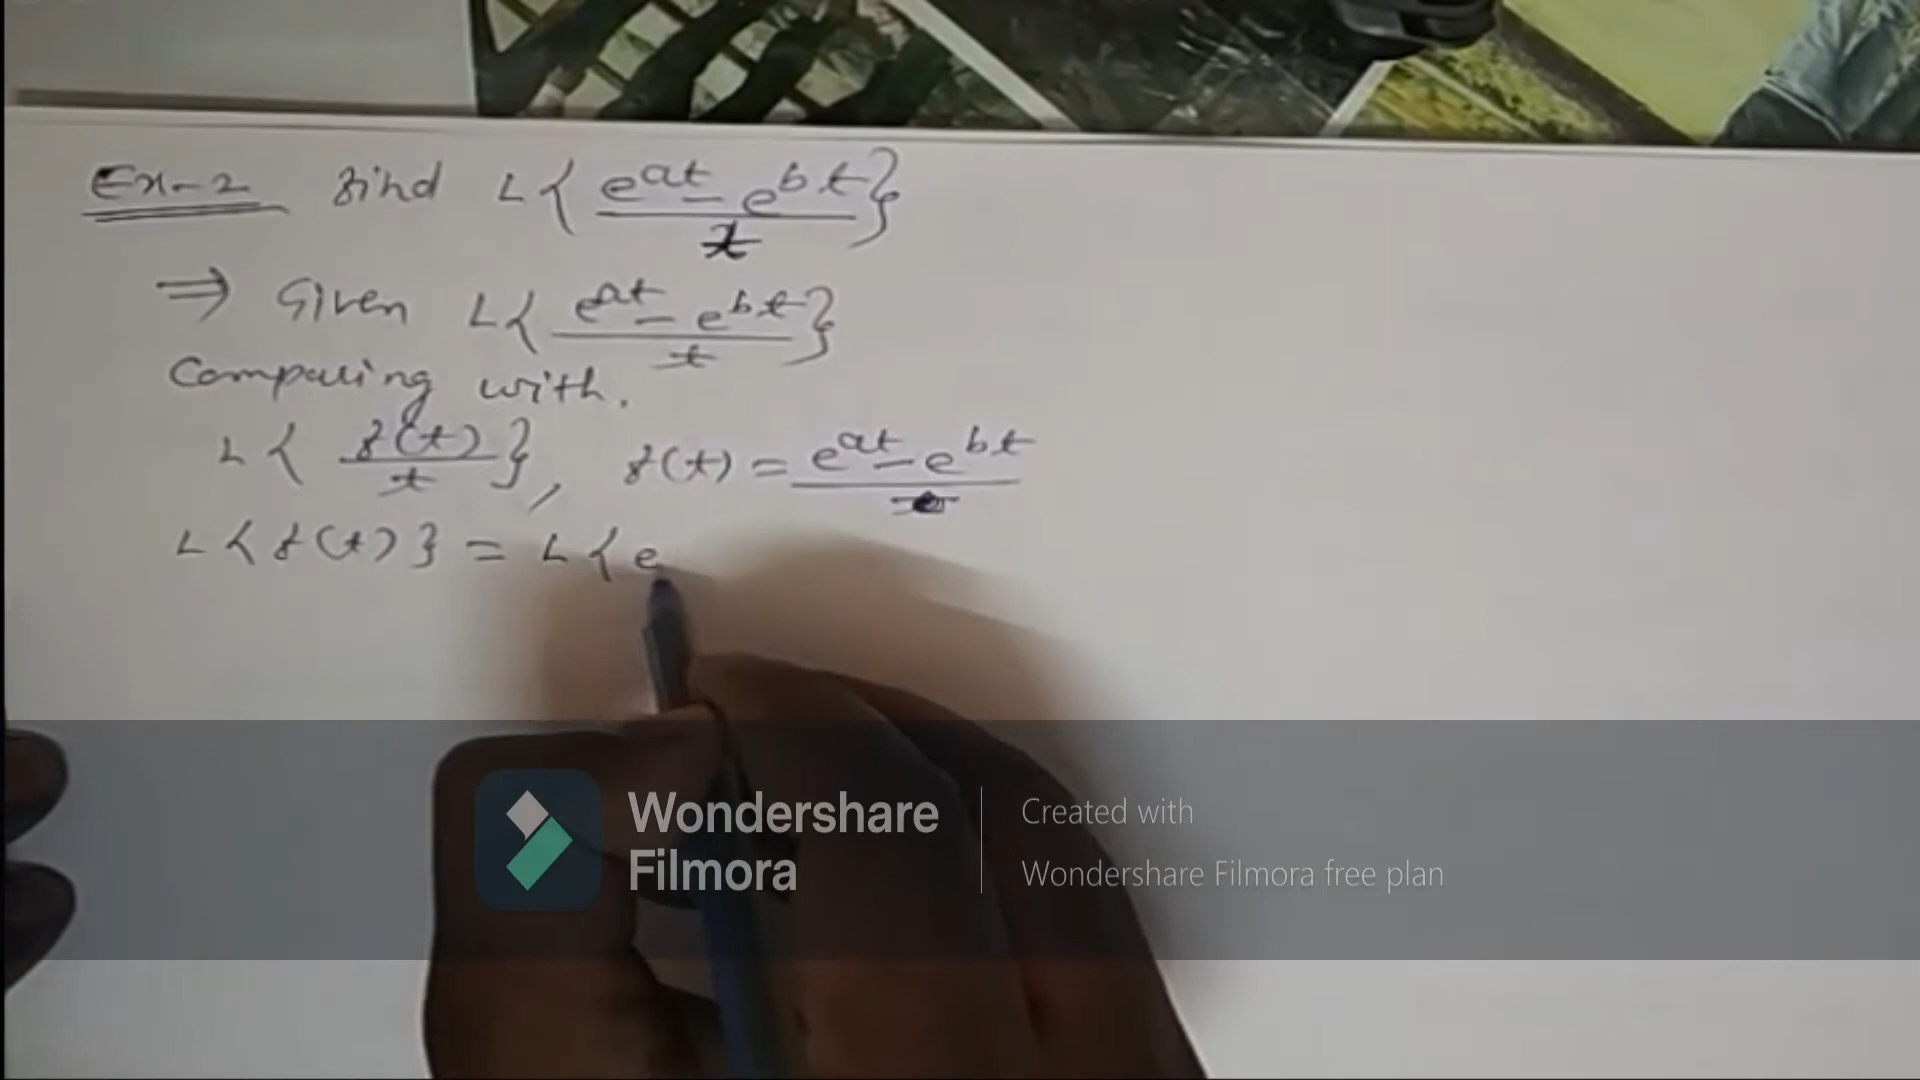 Ex-2 find L{ e^at - e^bt / t }
⇒ Given L{ e^at - e^bt / t }
Comparing with.
L{ f(t) / t }, f(t) = e^at - e^bt
L{f(t)} = L{e
Wondershare
Filmora
Created with
Wondershare Filmora free plan